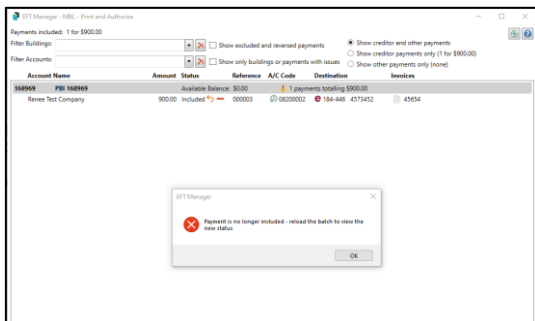 EFT Manager - MBL - Print and Authorise
Payments included: 1 for $900.00
Filter Buildings: Show excluded and reversed payments Show creditor and other payments
Show creditor payments only (1 for $900.00)
Filter Accounts: Show only buildings or payments with issues Show other payments only (none)
Account Name Amount Status Reference A/C Code Destination Invoices
168969 PBI 168969 Available Balance: $0.00 1 payments totalling $900.00
Renee Test Company 900.00 Included 000003 08200002 184-446 4573452 45654
EFT Manager
Payment is no longer included - reload the batch to view the
new status
OK